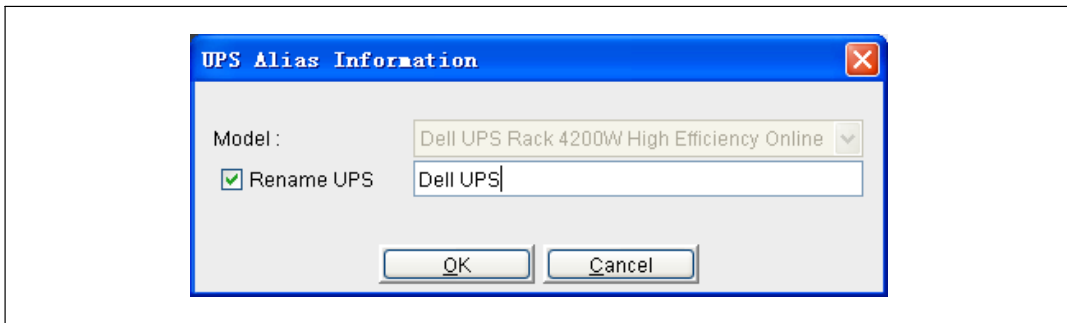 UPS Alias Information
Model : Dell UPS Rack 4200W High Efficiency Online
Rename UPS Dell UPS
OK Cancel